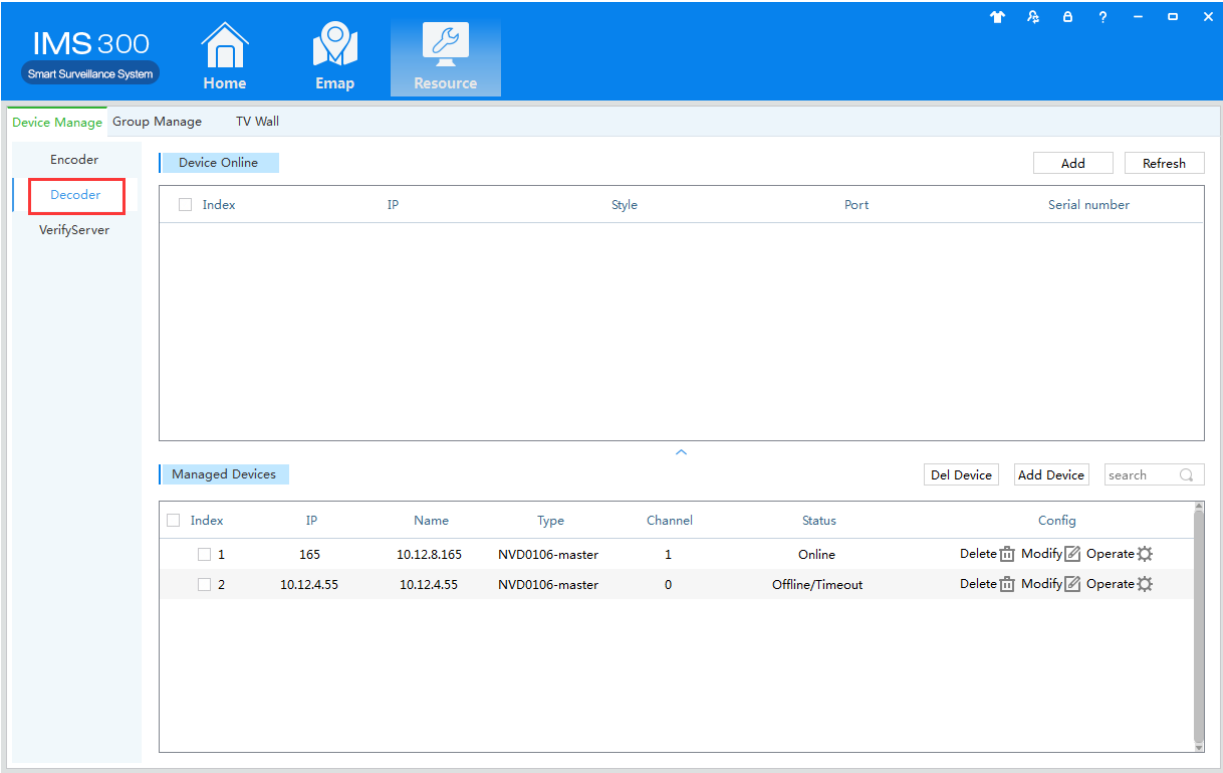 IMS 300
Smart Surveillance System
Home Emap Resource
?
Device Manage Group Manage TV Wall
Encoder
Decoder
VerifyServer
Device Online Add Refresh
Index IP Style Port Serial number
Managed Devices Del Device Add Device search
Index IP Name Type Channel Status Config
1 165 10.12.8.165 NVD0106-master 1 Online Delete Modify Operate
2 10.12.4.55 10.12.4.55 NVD0106-master 0 Offline/Timeout Delete Modify Operate